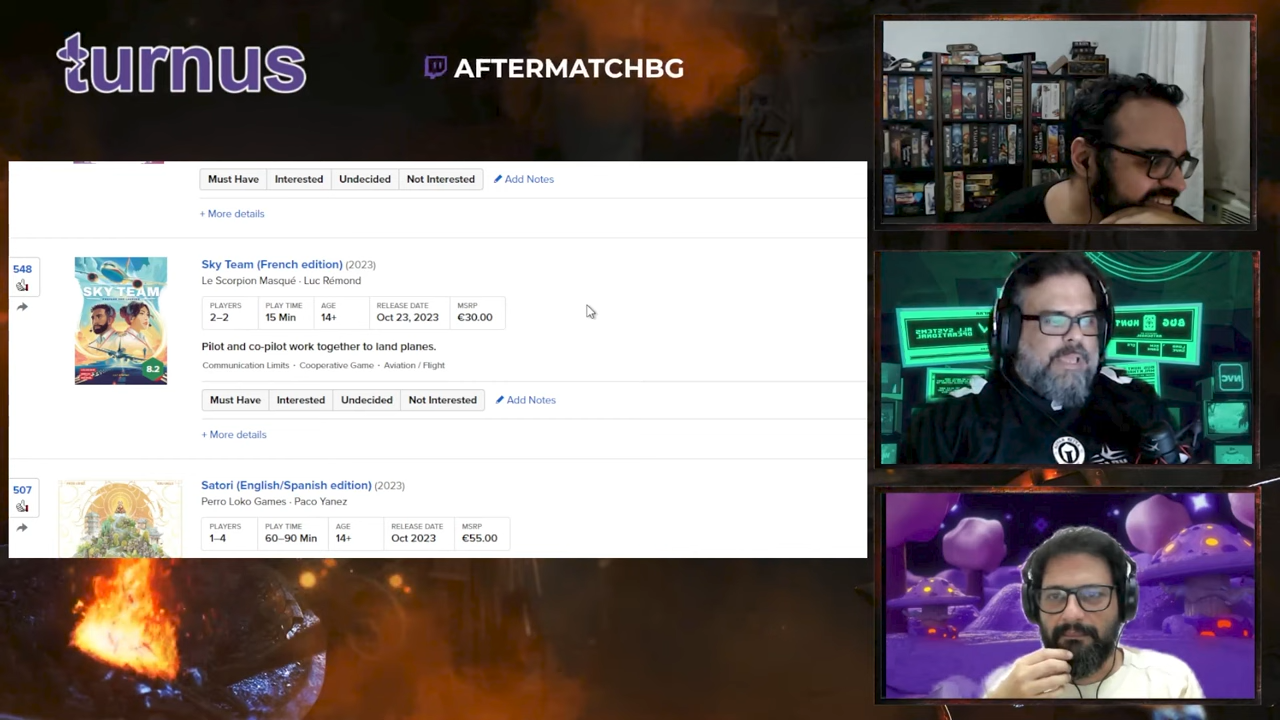 turnus
AFTERMATCHBG
Must Have Interested Undecided Not Interested Add Notes
+ More details
548
Sky Team (French edition) (2023)
Le Scorpion Masqué · Luc Rémond
PLAYERS PLAY TIME AGE RELEASE DATE MSRP
2–2 15 Min 14+ Oct 23, 2023 €30.00
SKY TEAM
8.2
Pilot and co-pilot work together to land planes.
Communication Limits · Cooperative Game · Aviation / Flight
Must Have Interested Undecided Not Interested Add Notes
+ More details
507
Satori (English/Spanish edition) (2023)
Perro Loko Games · Paco Yanez
PLAYERS PLAY TIME AGE RELEASE DATE MSRP
1–4 60–90 Min 14+ Oct 2023 €55.00